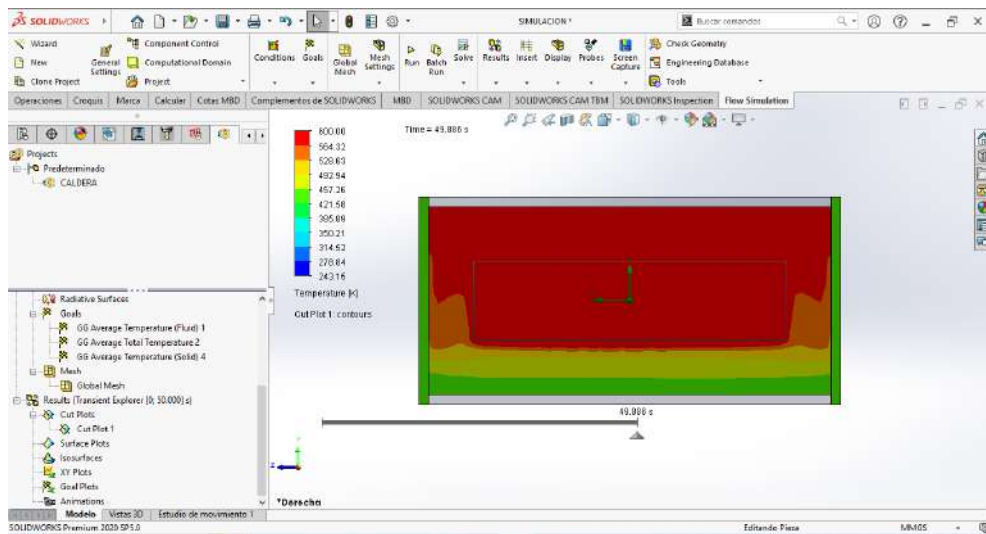 SOLIDWORKS
SIMULACION *
Buscar comandos
Wizard
New
Clone Project
General Settings
Component Control
Computational Domain
Project
Conditions
Goals
Global Mesh
Mesh Settings
Run
Batch Run
Solve
Results
Insert
Display
Probes
Screen Capture
Check Geometry
Engineering Database
Tools
Operaciones
Croquis
Marca
Calcular
Cotas MBD
Complementos de SOLIDWORKS
MBD
SOLIDWORKS CAM
SOLIDWORKS CAM TBM
SOLIDWORKS Inspection
Flow Simulation
Projects
Predeterminado
CALDERA
Radiative Surfaces
Goals
GG Average Temperature (Fluid) 1
GG Average Total Temperature 2
GG Average Temperature (Solid) 4
Mesh
Global Mesh
Results (Transient Explorer [0; 50.000] s)
Cut Plots
Cut Plot 1
Surface Plots
Isosurfaces
XY Plots
Goal Plots
Animations
600.00
564.32
528.63
492.94
457.26
421.58
385.89
350.21
314.52
278.84
243.16
Temperature [K]
Cut Plot 1: contours
Time = 49.886 s
49.886 s
*Derecha
Modelo
Vistas 3D
Estudio de movimiento 1
SOLIDWORKS Premium 2020 SP5.0
Editando Pieza
MMGS